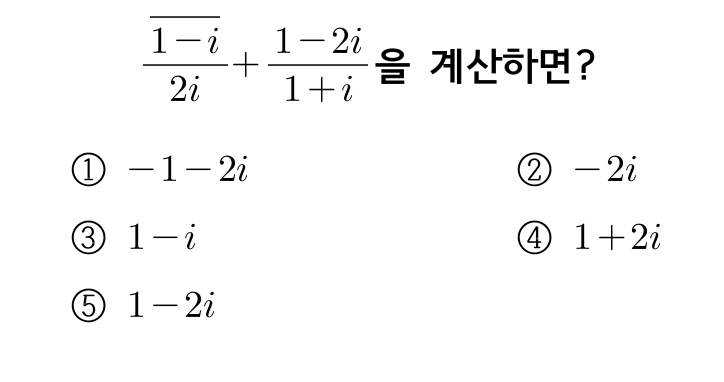 $\frac{\overline{1-i}}{2i}+\frac{1-2i}{1+i}$을 계산하면?
① $-1-2i$ ② $-2i$
③ $1-i$ ④ $1+2i$
⑤ $1-2i$